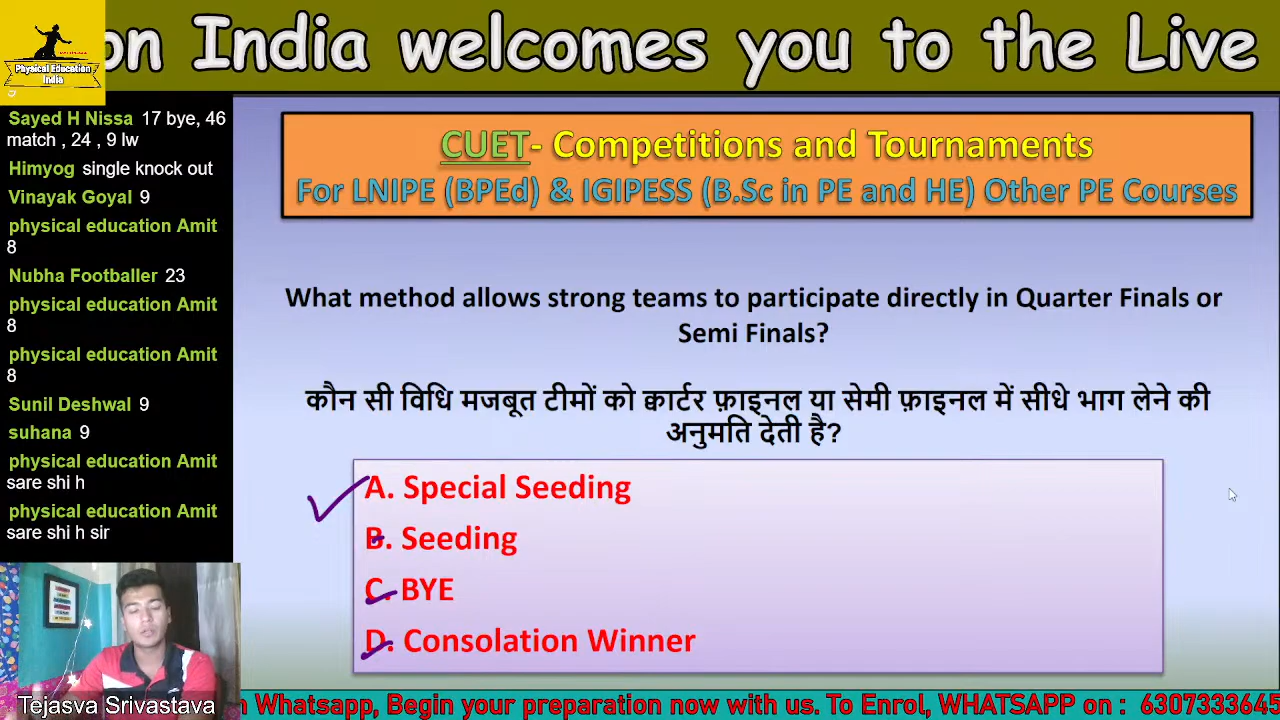 on India welcomes you to the Live
Physical Education
India
Sayed H Nissa 17 bye, 46
match , 24 , 9 lw
Himyog single knock out
Vinayak Goyal 9
physical education Amit
8
Nubha Footballer 23
physical education Amit
8
physical education Amit
8
Sunil Deshwal 9
suhana 9
physical education Amit
sare shi h
physical education Amit
sare shi h sir
CUET- Competitions and Tournaments
For LNIPE (BPEd) & IGIPESS (B.Sc in PE and HE) Other PE Courses
What method allows strong teams to participate directly in Quarter Finals or
Semi Finals?
कौन सी विधि मजबूत टीमों को क्वार्टर फ़ाइनल या सेमी फ़ाइनल में सीधे भाग लेने की
अनुमति देती है?
A. Special Seeding
B. Seeding
C. BYE
D. Consolation Winner
Tejasva Srivastava
Whatsapp, Begin your preparation now with us. To Enrol, WHATSAPP on : 6307333645